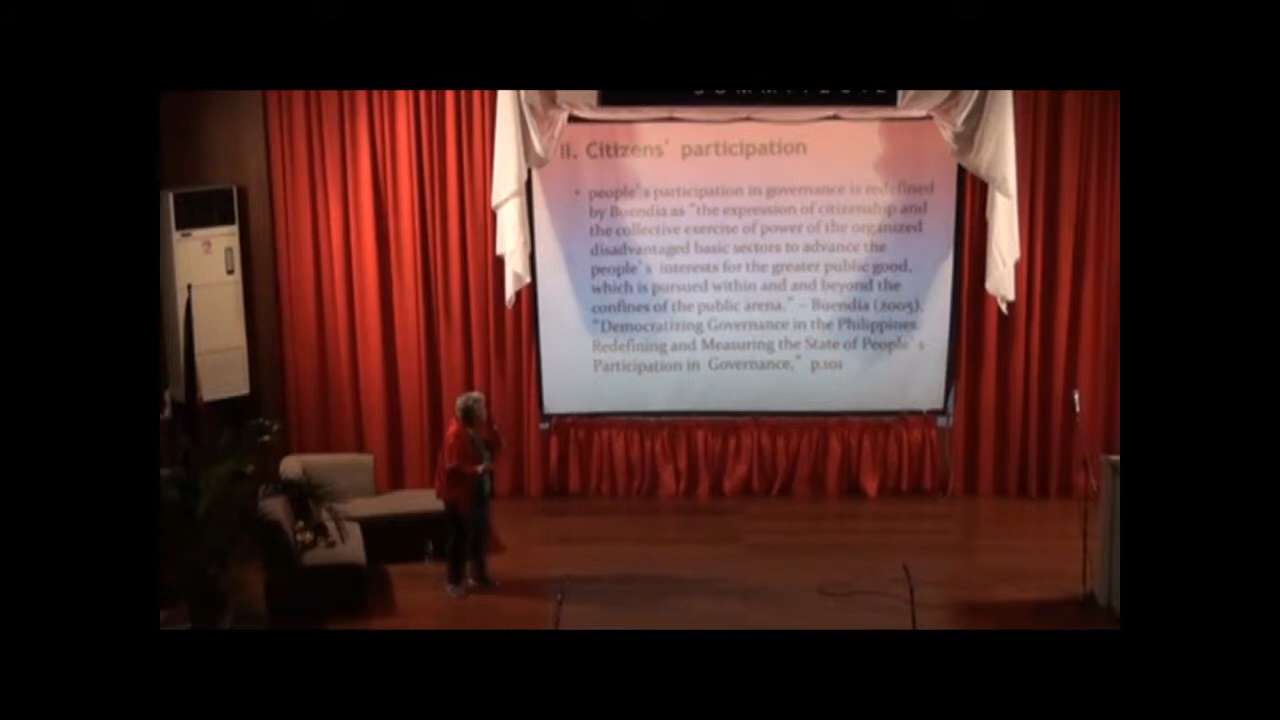 II. Citizens' participation
• people's participation in governance is redefined
by Buendia as "the expression of citizenship and
the collective exercise of power of the organized
disadvantaged basic sectors to advance the
people's interests for the greater public good,
which is pursued within and and beyond the
confines of the public arena." – Buendia (2005),
"Democratizing Governance in the Philippines
Redefining and Measuring the State of People's
Participation in Governance," p.101